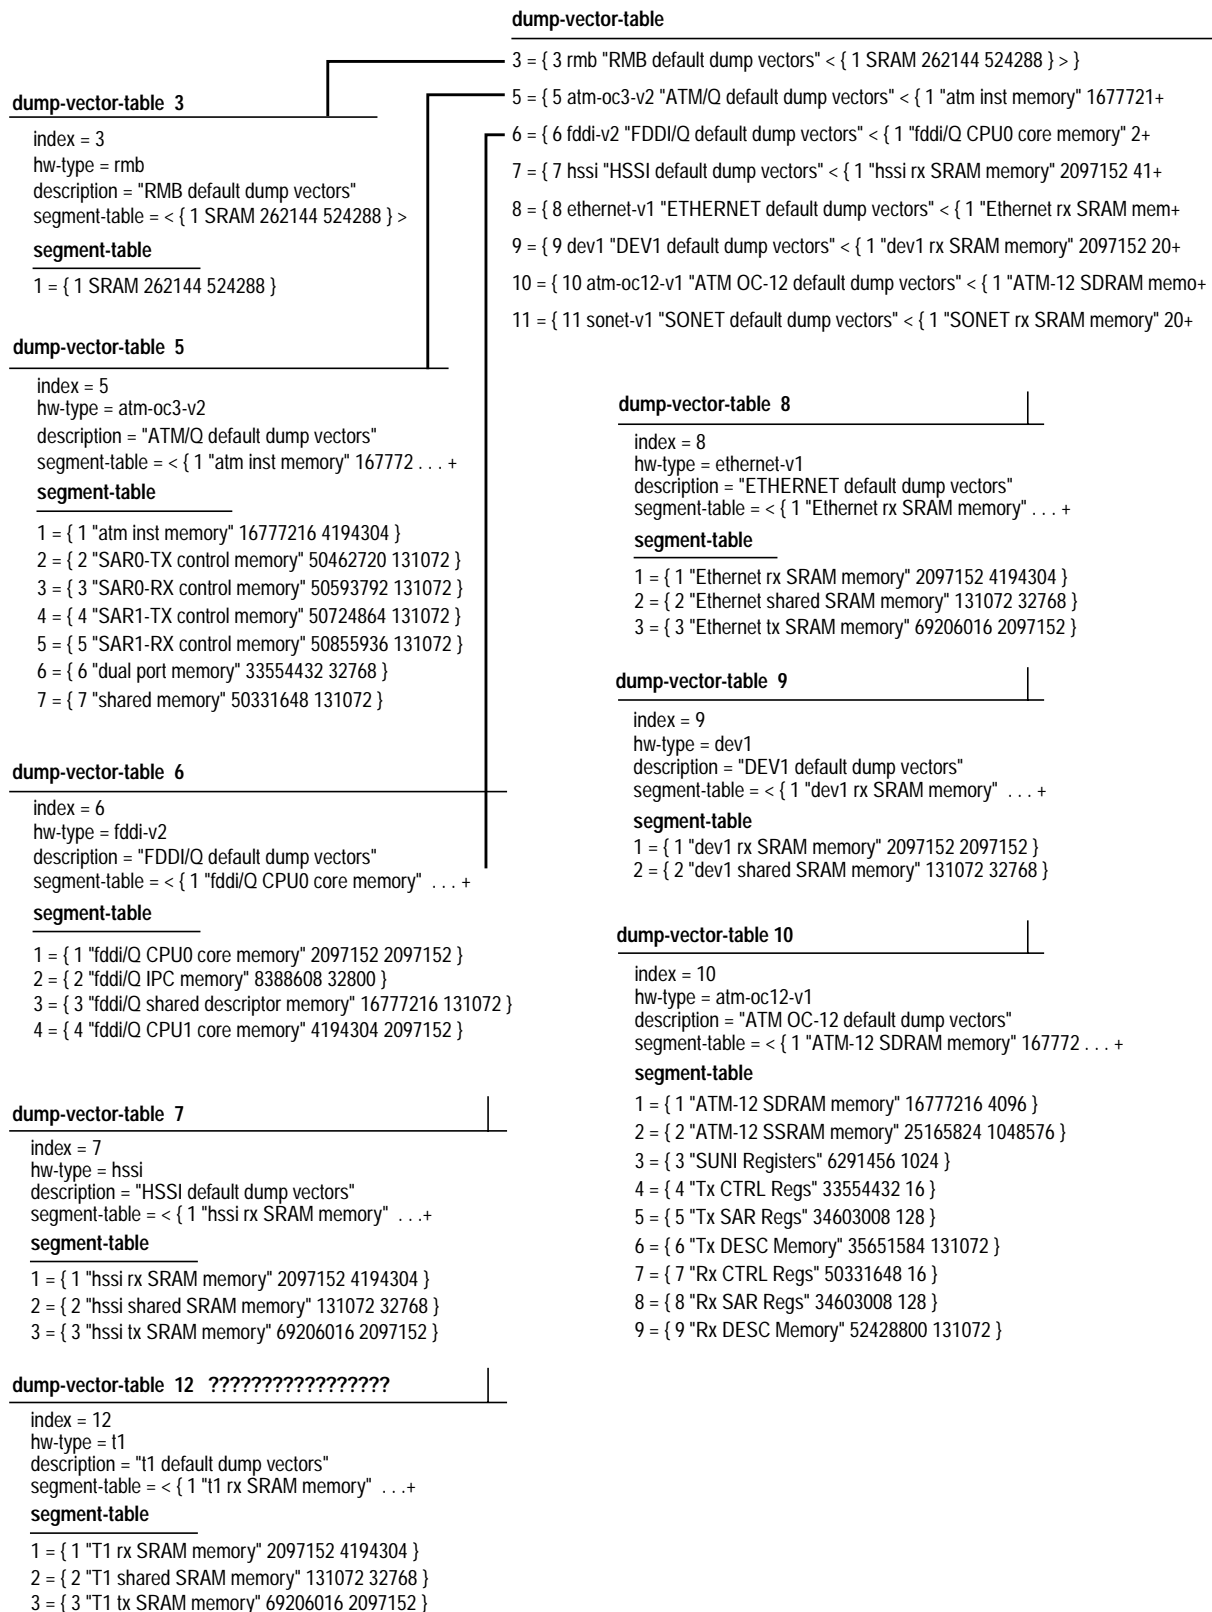 dump-vector-table
3 = { 3 rmb "RMB default dump vectors" < { 1 SRAM 262144 524288 } > }
5 = { 5 atm-oc3-v2 "ATM/Q default dump vectors" < { 1 "atm inst memory" 1677721+
6 = { 6 fddi-v2 "FDDI/Q default dump vectors" < { 1 "fddi/Q CPU0 core memory" 2+
7 = { 7 hssi "HSSI default dump vectors" < { 1 "hssi rx SRAM memory" 2097152 41+
8 = { 8 ethernet-v1 "ETHERNET default dump vectors" < { 1 "Ethernet rx SRAM mem+
9 = { 9 dev1 "DEV1 default dump vectors" < { 1 "dev1 rx SRAM memory" 2097152 20+
10 = { 10 atm-oc12-v1 "ATM OC-12 default dump vectors" < { 1 "ATM-12 SDRAM memo+
11 = { 11 sonet-v1 "SONET default dump vectors" < { 1 "SONET rx SRAM memory" 20+
dump-vector-table 3
index = 3
hw-type = rmb
description = "RMB default dump vectors"
segment-table = < { 1 SRAM 262144 524288 } >
segment-table
1 = { 1 SRAM 262144 524288 }
dump-vector-table 5
index = 5
hw-type = atm-oc3-v2
description = "ATM/Q default dump vectors"
segment-table = < { 1 "atm inst memory" 167772 . . . +
segment-table
1 = { 1 "atm inst memory" 16777216 4194304 }
2 = { 2 "SAR0-TX control memory" 50462720 131072 }
3 = { 3 "SAR0-RX control memory" 50593792 131072 }
4 = { 4 "SAR1-TX control memory" 50724864 131072 }
5 = { 5 "SAR1-RX control memory" 50855936 131072 }
6 = { 6 "dual port memory" 33554432 32768 }
7 = { 7 "shared memory" 50331648 131072 }
dump-vector-table 6
index = 6
hw-type = fddi-v2
description = "FDDI/Q default dump vectors"
segment-table = < { 1 "fddi/Q CPU0 core memory" . . . +
segment-table
1 = { 1 "fddi/Q CPU0 core memory" 2097152 2097152 }
2 = { 2 "fddi/Q IPC memory" 8388608 32800 }
3 = { 3 "fddi/Q shared descriptor memory" 16777216 131072 }
4 = { 4 "fddi/Q CPU1 core memory" 4194304 2097152 }
dump-vector-table 7
index = 7
hw-type = hssi
description = "HSSI default dump vectors"
segment-table = < { 1 "hssi rx SRAM memory" . . .+
segment-table
1 = { 1 "hssi rx SRAM memory" 2097152 4194304 }
2 = { 2 "hssi shared SRAM memory" 131072 32768 }
3 = { 3 "hssi tx SRAM memory" 69206016 2097152 }
dump-vector-table 12 ?????????????????
index = 12
hw-type = t1
description = "t1 default dump vectors"
segment-table = < { 1 "t1 rx SRAM memory" . . .+
segment-table
1 = { 1 "T1 rx SRAM memory" 2097152 4194304 }
2 = { 2 "T1 shared SRAM memory" 131072 32768 }
3 = { 3 "T1 tx SRAM memory" 69206016 2097152 }
dump-vector-table 8
index = 8
hw-type = ethernet-v1
description = "ETHERNET default dump vectors"
segment-table = < { 1 "Ethernet rx SRAM memory" . . . +
segment-table
1 = { 1 "Ethernet rx SRAM memory" 2097152 4194304 }
2 = { 2 "Ethernet shared SRAM memory" 131072 32768 }
3 = { 3 "Ethernet tx SRAM memory" 69206016 2097152 }
dump-vector-table 9
index = 9
hw-type = dev1
description = "DEV1 default dump vectors"
segment-table = < { 1 "dev1 rx SRAM memory" . . . +
segment-table
1 = { 1 "dev1 rx SRAM memory" 2097152 2097152 }
2 = { 2 "dev1 shared SRAM memory" 131072 32768 }
dump-vector-table 10
index = 10
hw-type = atm-oc12-v1
description = "ATM OC-12 default dump vectors"
segment-table = < { 1 "ATM-12 SDRAM memory" 167772 . . . +
segment-table
1 = { 1 "ATM-12 SDRAM memory" 16777216 4096 }
2 = { 2 "ATM-12 SSRAM memory" 25165824 1048576 }
3 = { 3 "SUNI Registers" 6291456 1024 }
4 = { 4 "Tx CTRL Regs" 33554432 16 }
5 = { 5 "Tx SAR Regs" 34603008 128 }
6 = { 6 "Tx DESC Memory" 35651584 131072 }
7 = { 7 "Rx CTRL Regs" 50331648 16 }
8 = { 8 "Rx SAR Regs" 34603008 128 }
9 = { 9 "Rx DESC Memory" 52428800 131072 }